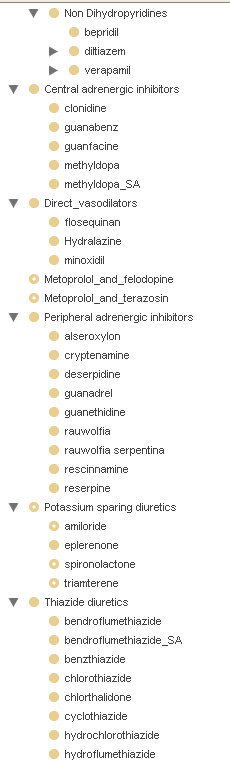 Non Dihydropyridines
bepridil
diltiazem
verapamil
Central adrenergic inhibitors
clonidine
guanabenz
guanfacine
methyldopa
methyldopa_SA
Direct_vasodilators
flosequinan
Hydralazine
minoxidil
Metoprolol_and_felodopine
Metoprolol_and_terazosin
Peripheral adrenergic inhibitors
alseroxylon
cryptenamine
deserpidine
guanadrel
guanethidine
rauwolfia
rauwolfia serpentina
rescinnamine
reserpine
Potassium sparing diuretics
amiloride
eplerenone
spironolactone
triamterene
Thiazide diuretics
bendroflumethiazide
bendroflumethiazide_SA
benzthiazide
chlorothiazide
chlorthalidone
cyclothiazide
hydrochlorothiazide
hydroflumethiazide